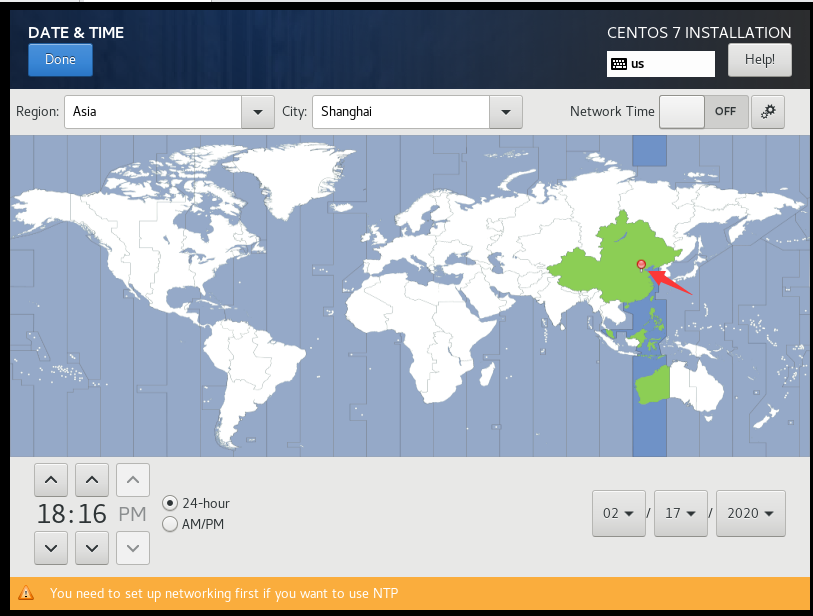 DATE & TIME
CENTOS 7 INSTALLATION
Done
us
Help!
Region: Asia City: Shanghai Network Time OFF
18:16 PM
24-hour
AM/PM
02 / 17 / 2020
You need to set up networking first if you want to use NTP